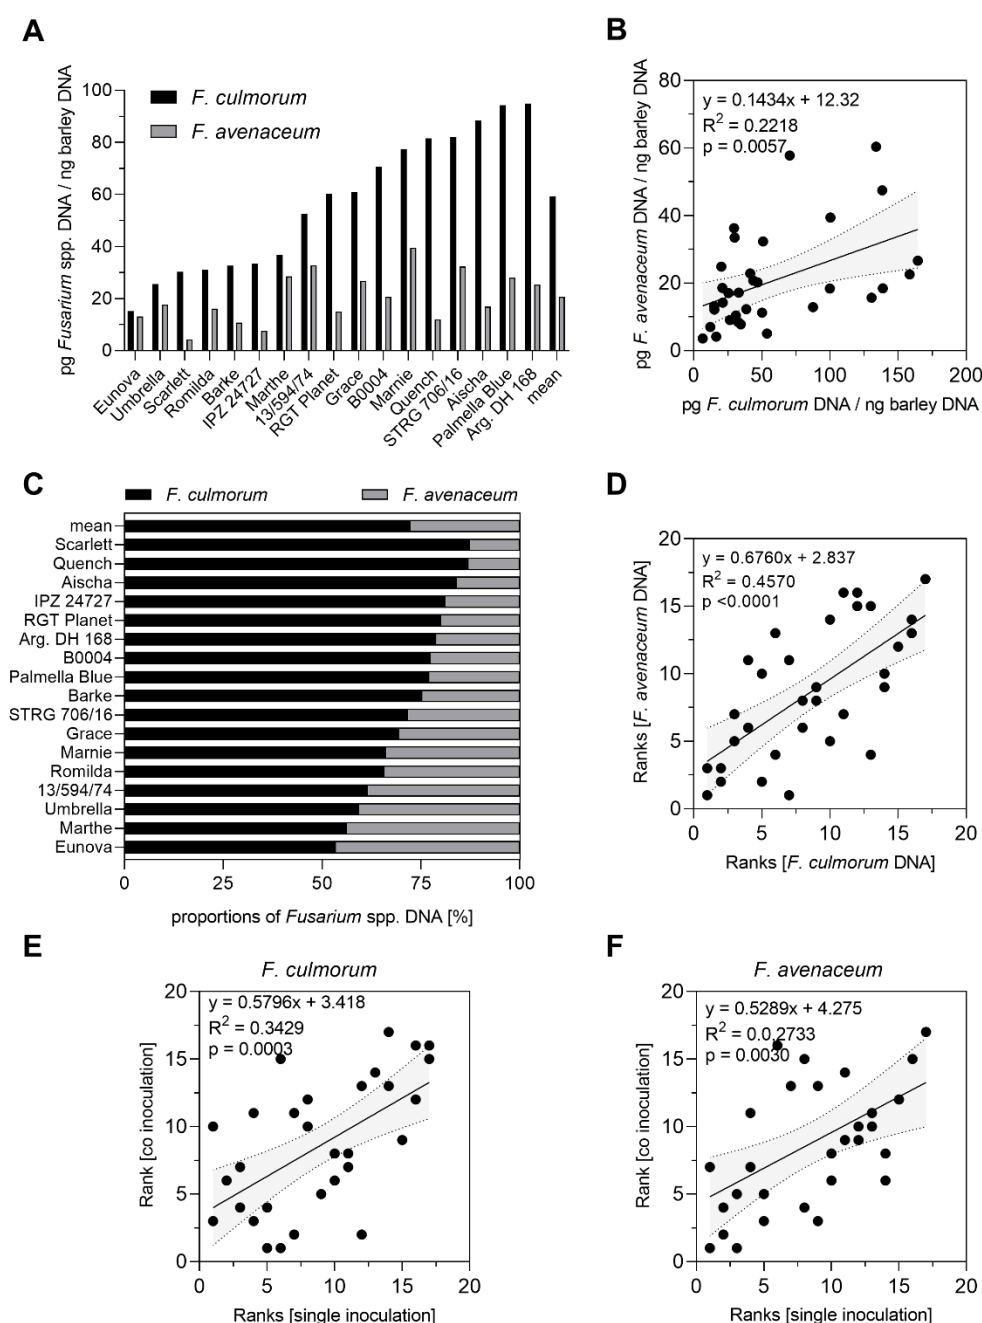 A
pg Fusarium spp. DNA / ng barley DNA
100
80
60
40
20
0
F. culmorum
F. avenaceum
Eunova
Umbrella
Scarlett
Romilda
Barke
IPZ 24727
Marthe
13/594/74
RGT Planet
Grace
B0004
Marnie
Quench
STRG 706/16
Aischa
Palmella Blue
Arg. DH 168
mean
B
pg F. avenaceum DNA / ng barley DNA
80
60
40
20
0
y = 0.1434x + 12.32
R2 = 0.2218
p = 0.0057
0 50 100 150 200
pg F. culmorum DNA / ng barley DNA
C
F. culmorum
F. avenaceum
mean
Scarlett
Quench
Aischa
IPZ 24727
RGT Planet
Arg. DH 168
B0004
Palmella Blue
Barke
STRG 706/16
Grace
Marnie
Romilda
13/594/74
Umbrella
Marthe
Eunova
0 25 50 75 100
proportions of Fusarium spp. DNA [%]
D
Ranks [F. avenaceum DNA]
20
15
10
5
0
y = 0.6760x + 2.837
R2 = 0.4570
p <0.0001
0 5 10 15 20
Ranks [F. culmorum DNA]
E
F. culmorum
Rank [co inoculation]
20
15
10
5
0
y = 0.5796x + 3.418
R2 = 0.3429
p = 0.0003
0 5 10 15 20
Ranks [single inoculation]
F
F. avenaceum
Rank [co inoculation]
20
15
10
5
0
y = 0.5289x + 4.275
R2 = 0.0.2733
p = 0.0030
0 5 10 15 20
Ranks [single inoculation]